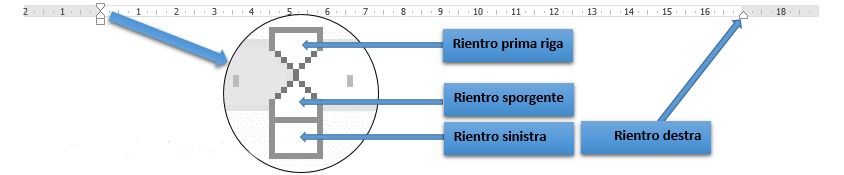 2 1 1 2 3 4 5 6 7 8 9 10 11 12 13 14 15 16 17 18
Rientro prima riga
Rientro sporgente
Rientro sinistra
Rientro destra